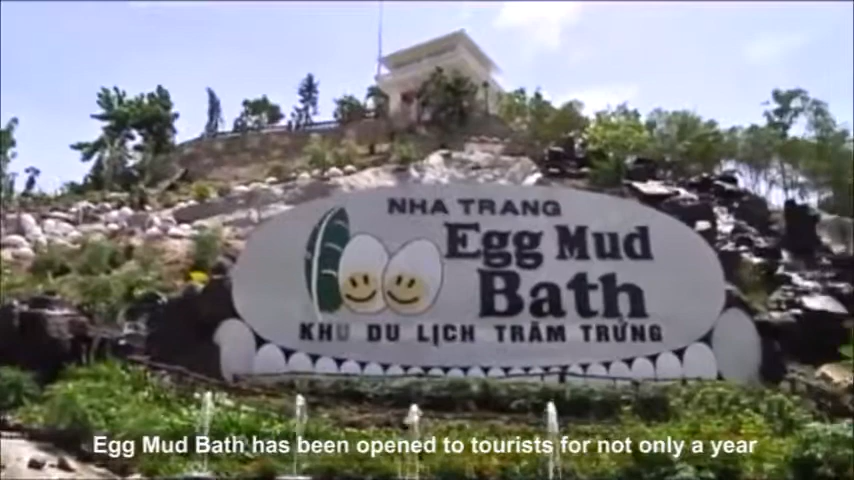 NHA TRANG
Egg Mud
Bath
KHU DU LỊCH TRĂM TRỨNG
Egg Mud Bath has been opened to tourists for not only a year